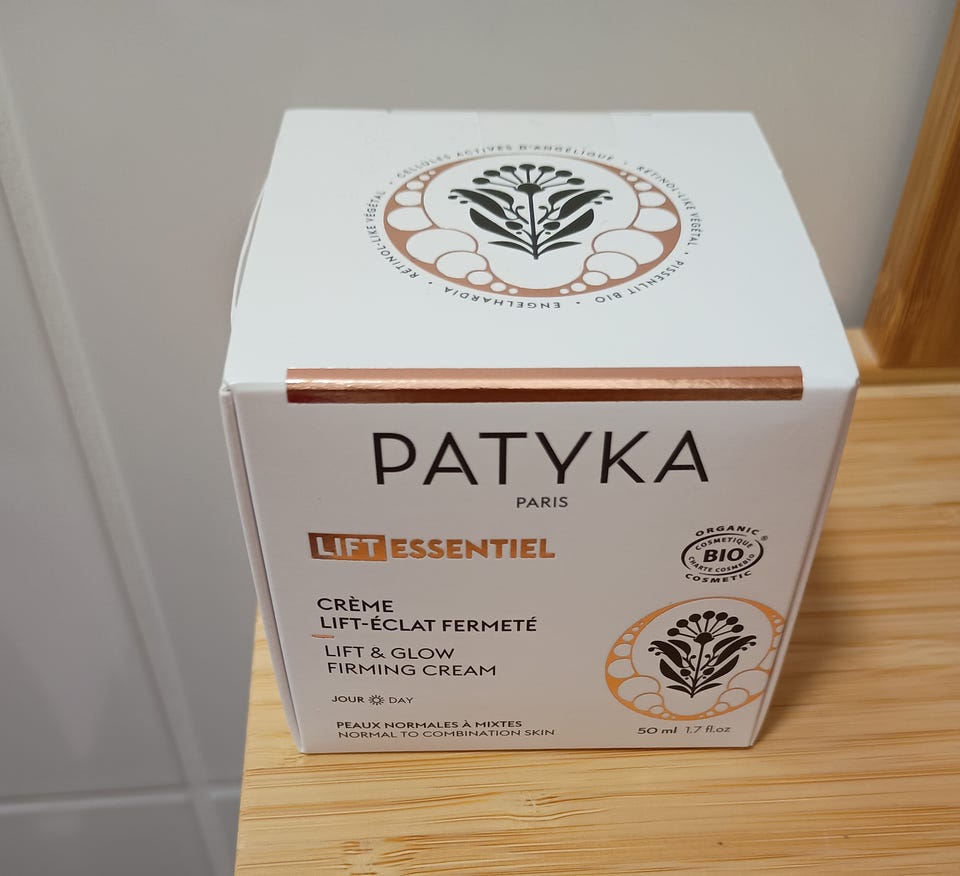 CELLULES ACTIVES D'ANGÉLIQUE • RÉTINOL-LIKE VÉGÉTAL • PISSENLIT BIO • ENGELHARDIA • RÉTINOL-LIKE VÉGÉTAL •
PATYKA
PARIS
LIFT ESSENTIEL
ORGANIC
COSMETIQUE
BIO
®
CHARTE COSMEBIO
COSMETIC
CRÈME
LIFT-ÉCLAT FERMETÉ
LIFT & GLOW
FIRMING CREAM
JOUR DAY
PEAUX NORMALES À MIXTES
NORMAL TO COMBINATION SKIN
50 ml 1.7 fl.oz